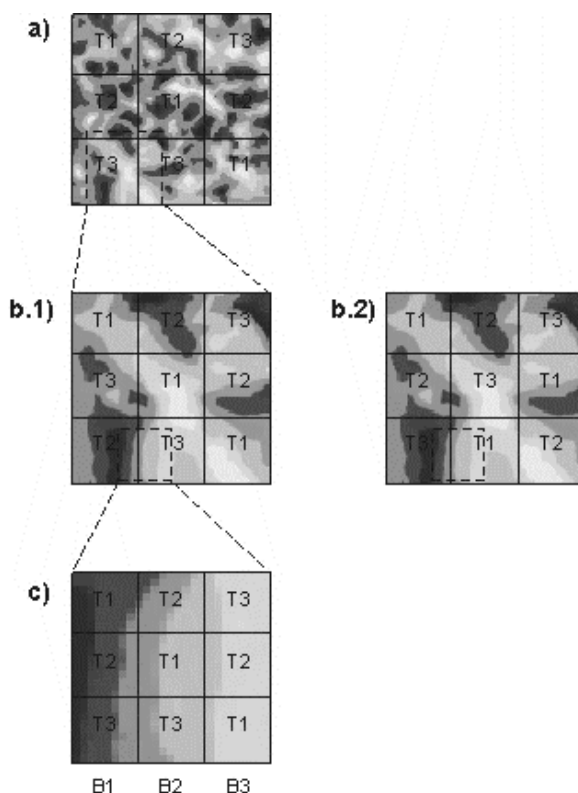 a)
T1 T2 T3
T2 T1 T2
T3 T3 T1
b.1)
T1 T2 T3
T3 T1 T2
T2 T3 T1
b.2)
T1 T2 T3
T2 T3 T1
T3 T1 T2
c)
T1 T2 T3
T2 T1 T2
T3 T3 T1
B1 B2 B3